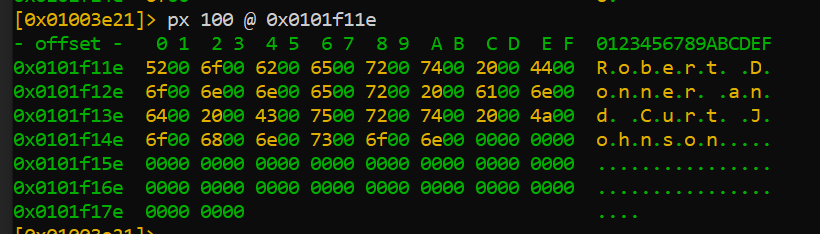 [0x01003e21]> px 100 @ 0x0101f11e
- offset -   0 1  2 3  4 5  6 7  8 9  A B  C D  E F  0123456789ABCDEF
0x0101f11e  5200 6f00 6200 6500 7200 7400 2000 4400  R.o.b.e.r.t. .D.
0x0101f12e  6f00 6e00 6e00 6500 7200 2000 6100 6e00  o.n.n.e.r. .a.n.
0x0101f13e  6400 2000 4300 7500 7200 7400 2000 4a00  d. .C.u.r.t. .J.
0x0101f14e  6f00 6800 6e00 7300 6f00 6e00 0000 0000  o.h.n.s.o.n.....
0x0101f15e  0000 0000 0000 0000 0000 0000 0000 0000  ................
0x0101f16e  0000 0000 0000 0000 0000 0000 0000 0000  ................
0x0101f17e  0000 0000                                ....
[0x01003e21]>